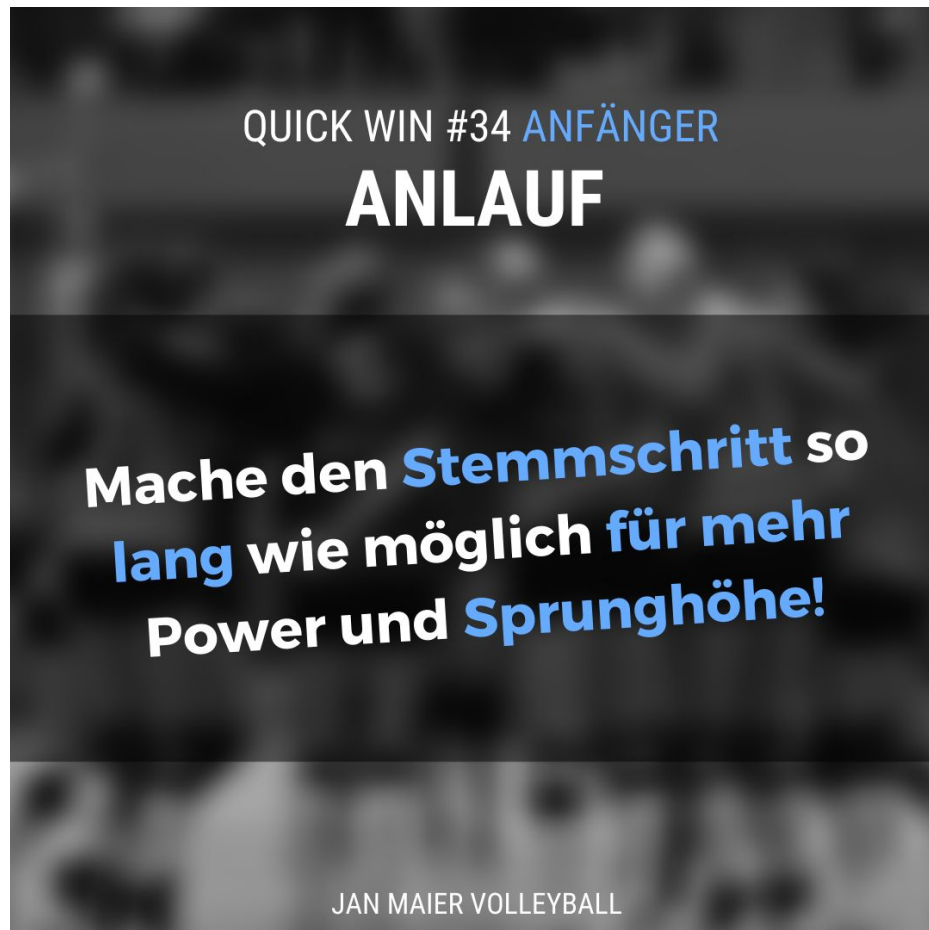 QUICK WIN #34 ANFÄNGER
ANLAUF
Mache den Stemmschritt so
lang wie möglich für mehr
Power und Sprunghöhe!
JAN MAIER VOLLEYBALL